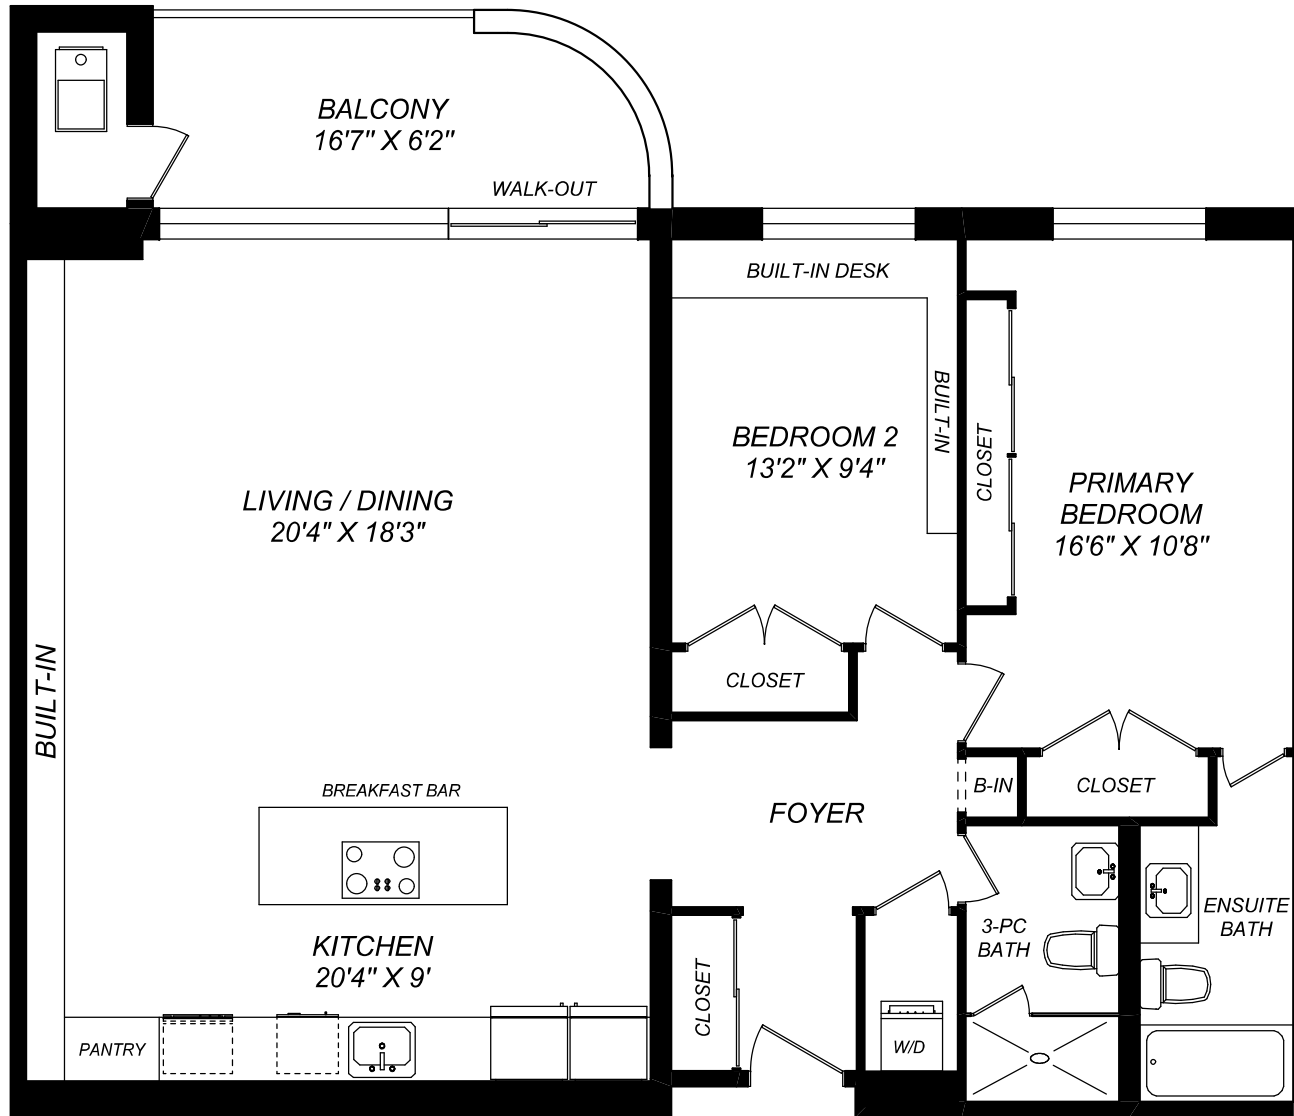 BALCONY
16'7" X 6'2"
WALK-OUT
BUILT-IN DESK
BUILT-IN
BEDROOM 2
13'2" X 9'4"
CLOSET
PRIMARY
BEDROOM
16'6" X 10'8"
LIVING / DINING
20'4" X 18'3"
BUILT-IN
CLOSET
B-IN
CLOSET
BREAKFAST BAR
FOYER
ENSUITE
BATH
3-PC
BATH
KITCHEN
20'4" X 9'
CLOSET
W/D
PANTRY